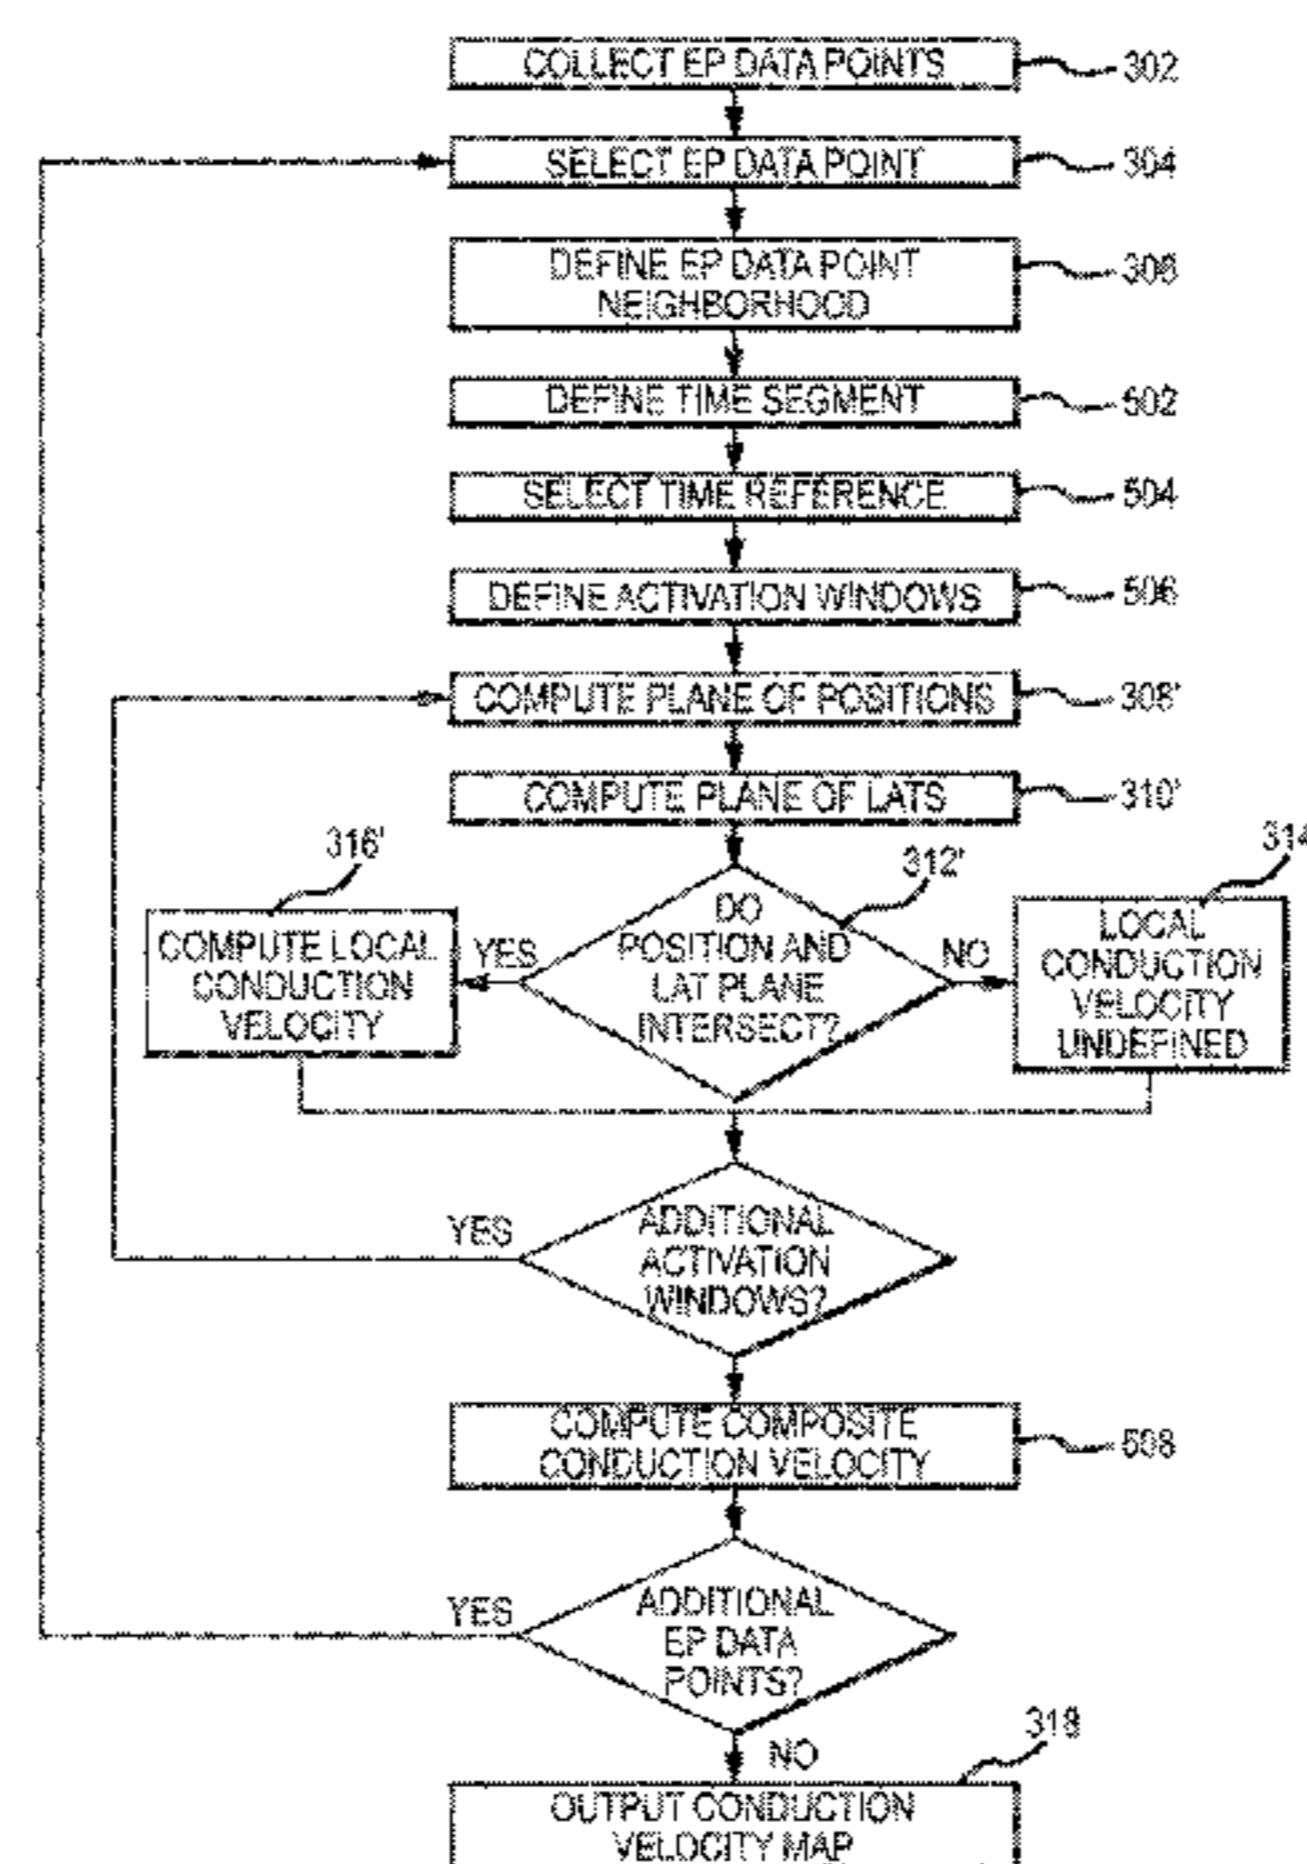 COLLECT EP DATA POINTS
302
SELECT EP DATA POINT
304
DEFINE EP DATA POINT
NEIGHBORHOOD
306
DEFINE TIME SEGMENT
502
SELECT TIME REFERENCE
504
DEFINE ACTIVATION WINDOWS
506
COMPUTE PLANE OF POSITIONS
308'
COMPUTE PLANE OF LATS
310'
316'
312'
314
COMPUTE LOCAL
CONDUCTION
VELOCITY
YES
DO
POSITION AND
LAT PLANE
INTERSECT?
NO
LOCAL
CONDUCTION
VELOCITY
UNDEFINED
YES
ADDITIONAL
ACTIVATION
WINDOWS?
COMPUTE COMPOSITE
CONDUCTION VELOCITY
508
YES
ADDITIONAL
EP DATA
POINTS?
NO
318
OUTPUT CONDUCTION
VELOCITY MAP